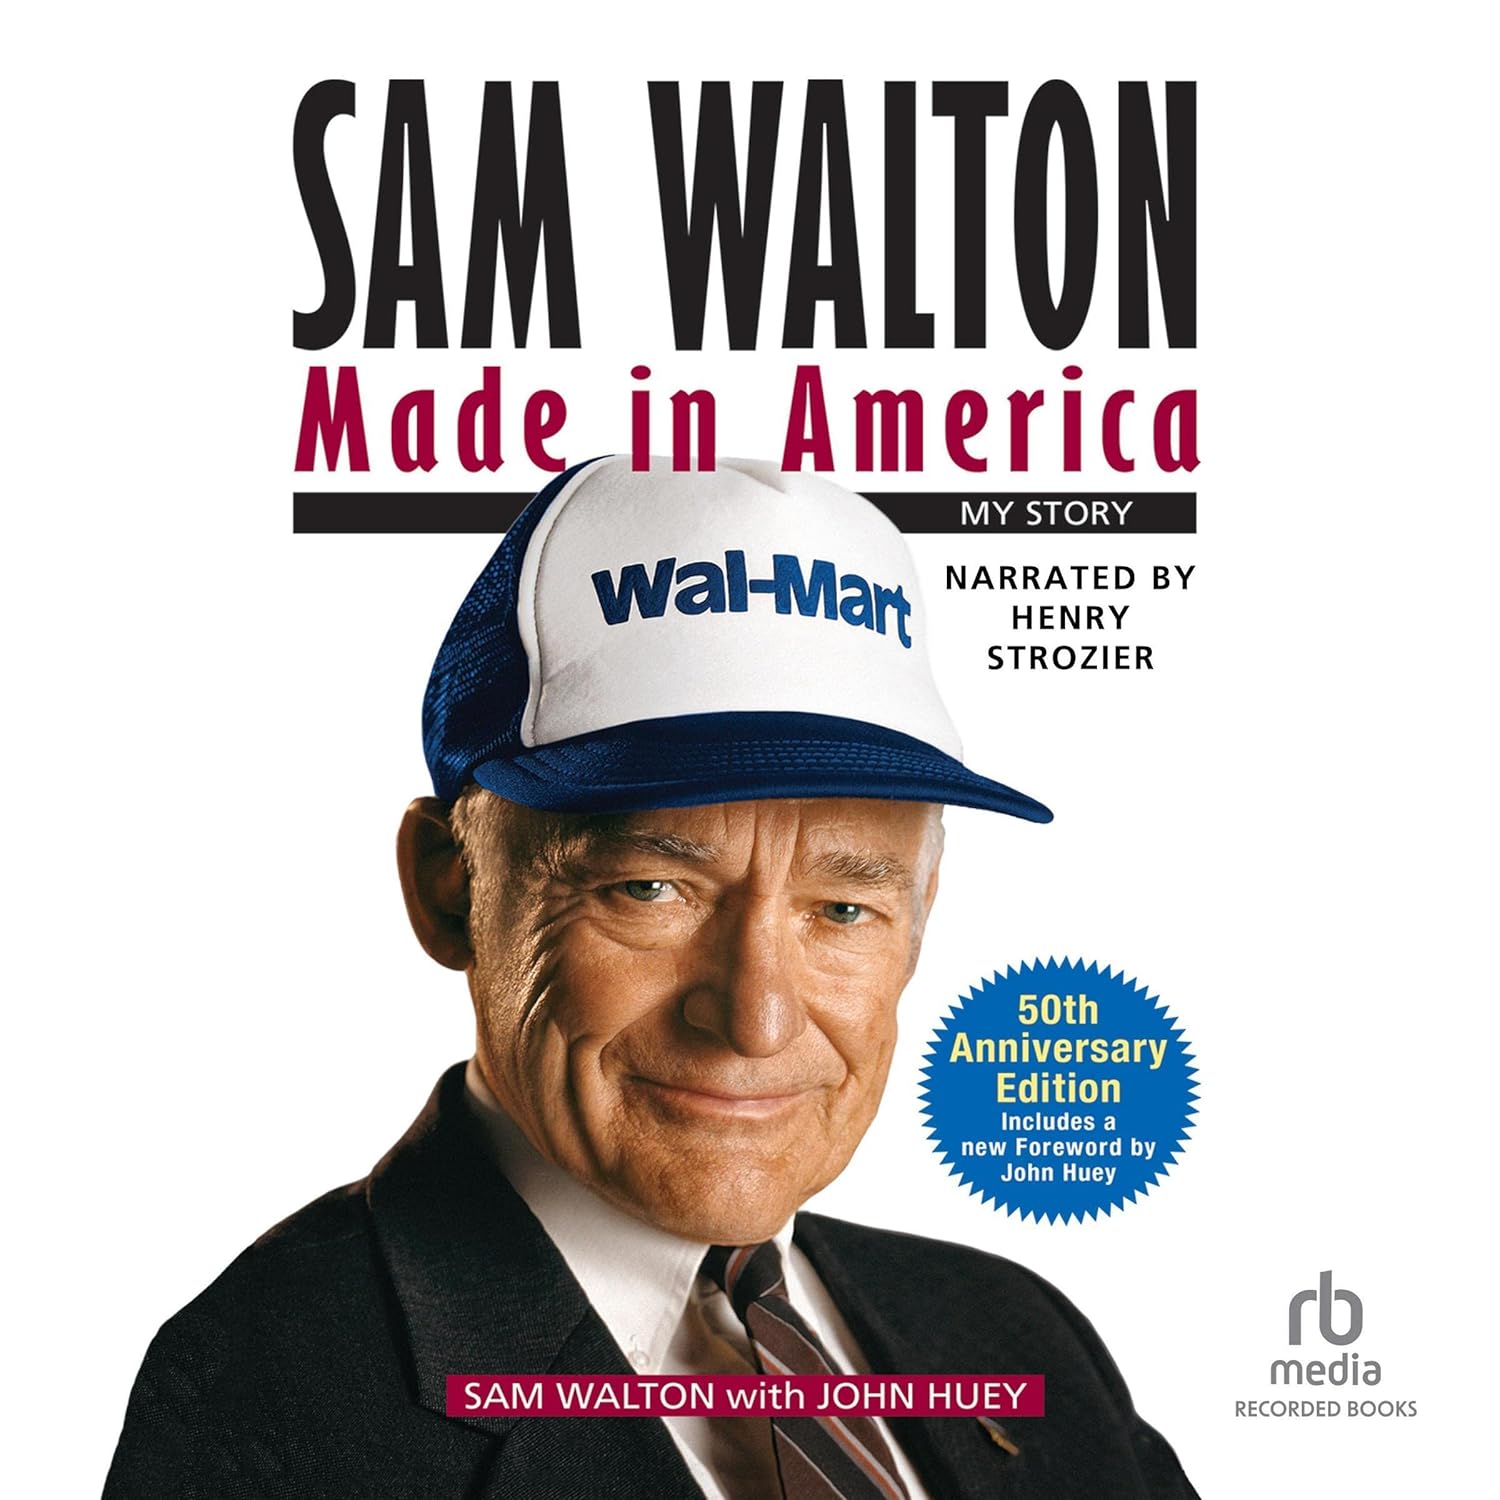 SAM WALTON
Made in America
MY STORY
NARRATED BY
HENRY
STROZIER
Wal-Mart
50th
Anniversary
Edition
Includes a
new Foreword by
John Huey
SAM WALTON with JOHN HUEY
rb
media
RECORDED BOOKS